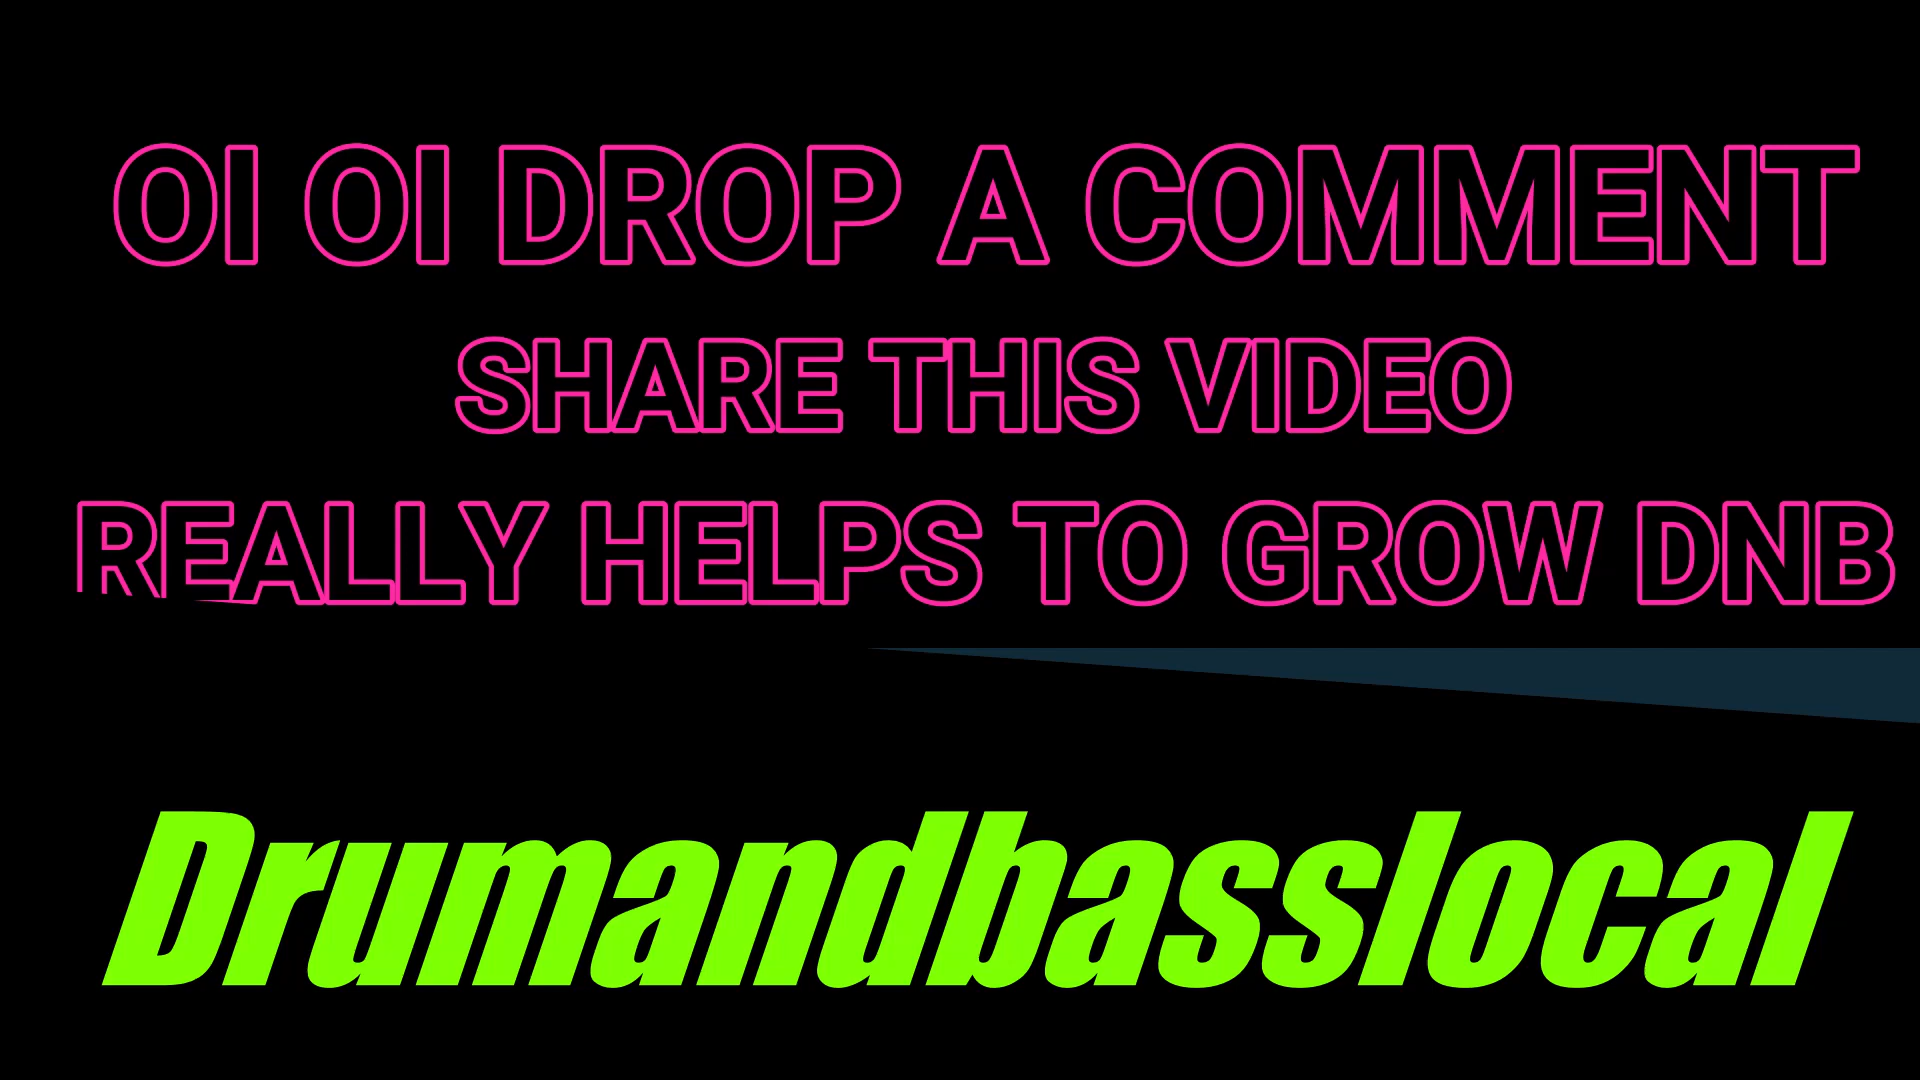 OI OI DROP A COMMENT
SHARE THIS VIDEO
REALLY HELPS TO GROW DNB
Drumandbasslocal